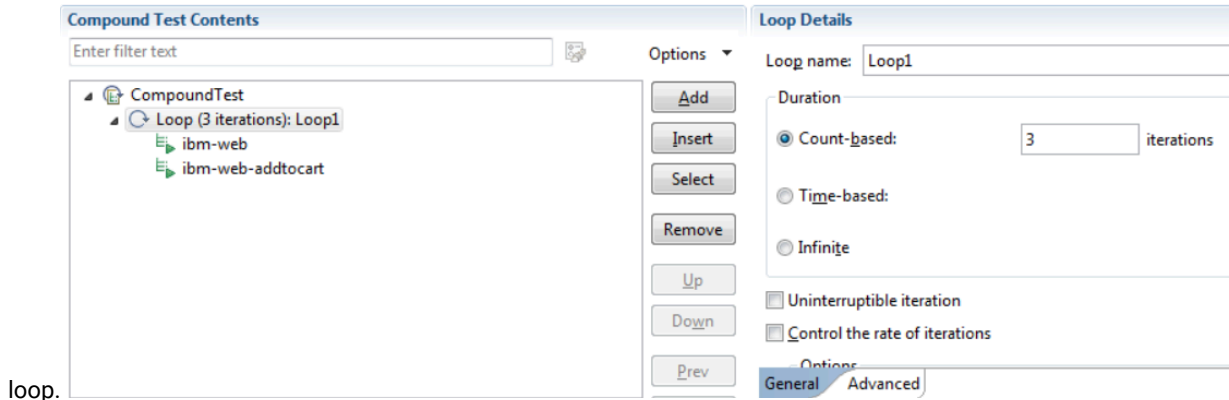 Compound Test Contents
Enter filter text
Options
CompoundTest
Loop (3 iterations): Loop1
ibm-web
ibm-web-addtocart
Add
Insert
Select
Remove
Up
Down
Prev
Loop Details
Loop name: Loop1
Duration
Count-based: 3 iterations
Time-based:
Infinite
Uninterruptible iteration
Control the rate of iterations
Options
General Advanced
loop.